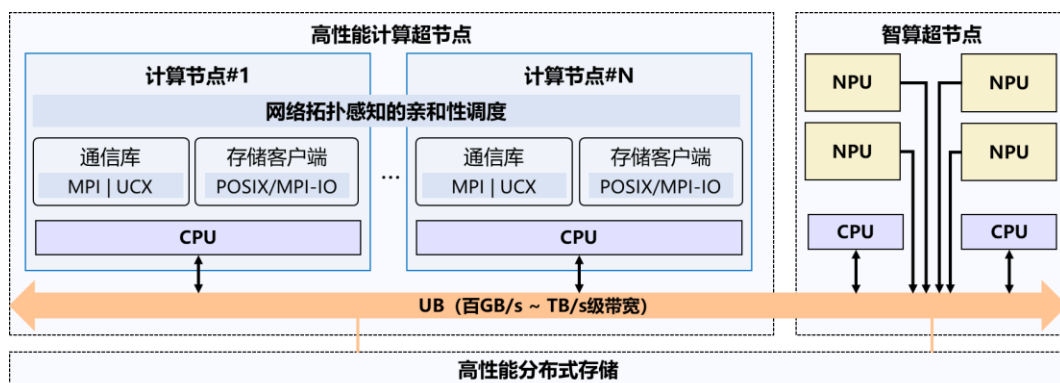 高性能计算超节点
智算超节点
计算节点#1
计算节点#N
网络拓扑感知的亲和性调度
通信库
MPI | UCX
存储客户端
POSIX/MPI-IO
...
通信库
MPI | UCX
存储客户端
POSIX/MPI-IO
CPU
CPU
NPU
NPU
NPU
NPU
CPU
CPU
UB（百GB/s ~ TB/s级带宽）
高性能分布式存储